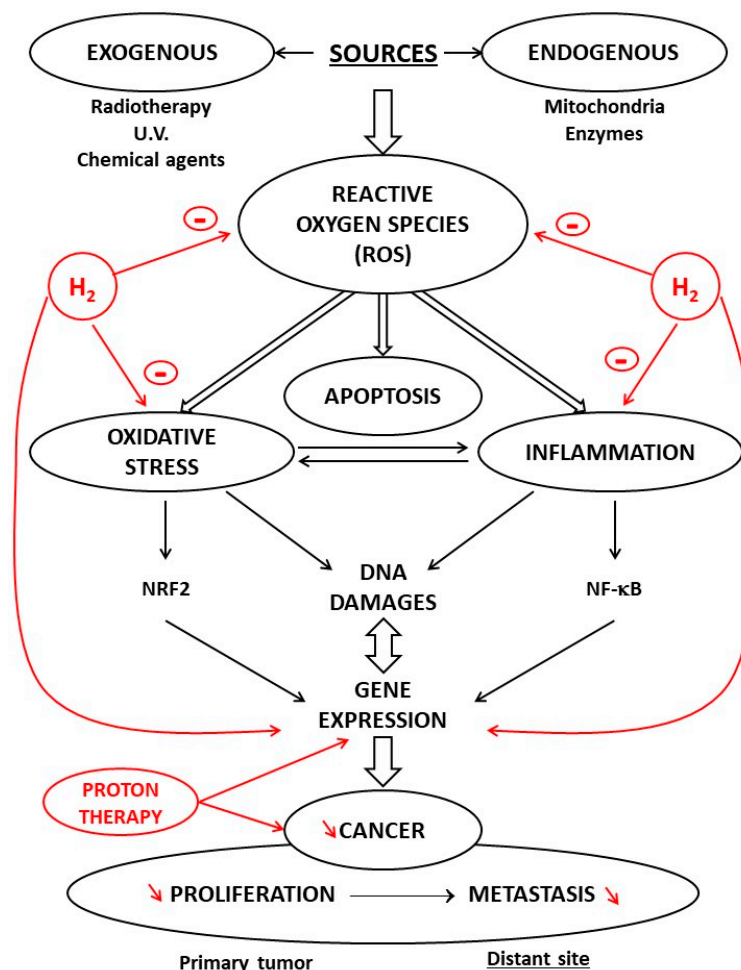 EXOGENOUS
SOURCES
ENDOGENOUS
Radiotherapy
U.V.
Chemical agents
Mitochondria
Enzymes
REACTIVE
OXYGEN SPECIES
(ROS)
-
-
H₂
H₂
-
-
APOPTOSIS
OXIDATIVE
STRESS
INFLAMMATION
NRF2
DNA
DAMAGES
NF-κB
GENE
EXPRESSION
PROTON
THERAPY
CANCER
PROLIFERATION
METASTASIS
Primary tumor
Distant site